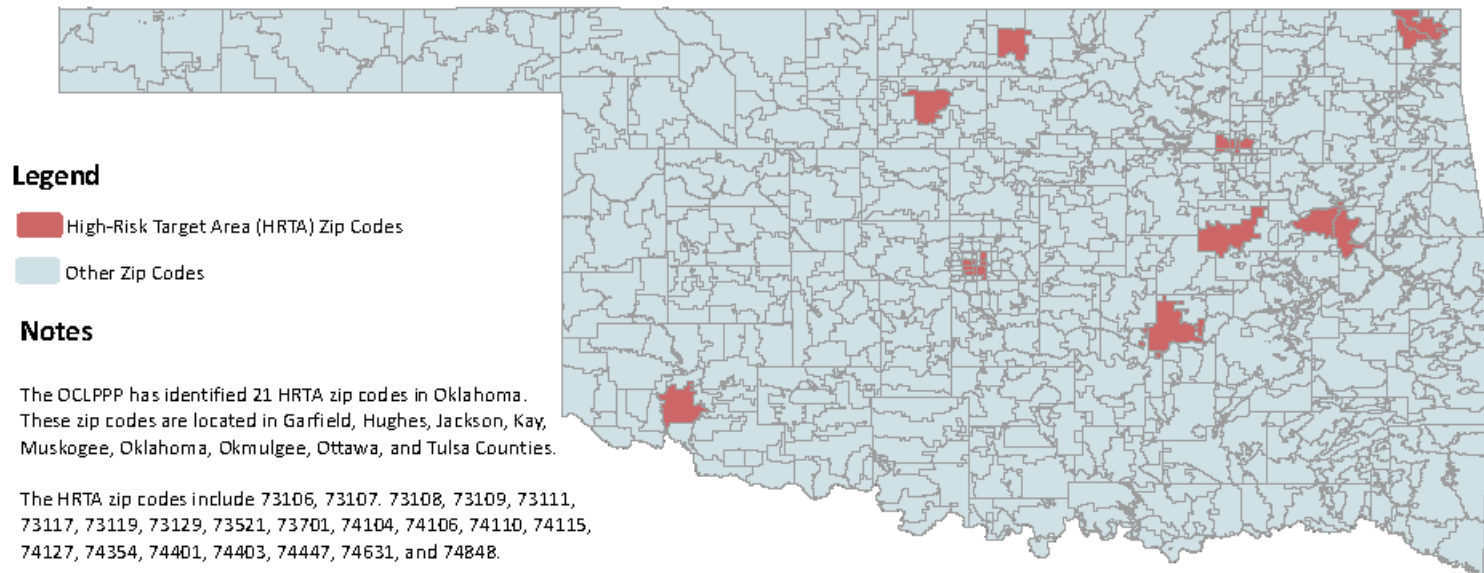 Legend
High-Risk Target Area (HRTA) Zip Codes
Other Zip Codes
Notes
The OCLPPP has identified 21 HRTA zip codes in Oklahoma.
These zip codes are located in Garfield, Hughes, Jackson, Kay,
Muskogee, Oklahoma, Okmulgee, Ottawa, and Tulsa Counties.
The HRTA zip codes include 73106, 73107. 73108, 73109, 73111,
73117, 73119, 73129, 73521, 73701, 74104, 74106, 74110, 74115,
74127, 74354, 74401, 74403, 74447, 74631, and 74848.